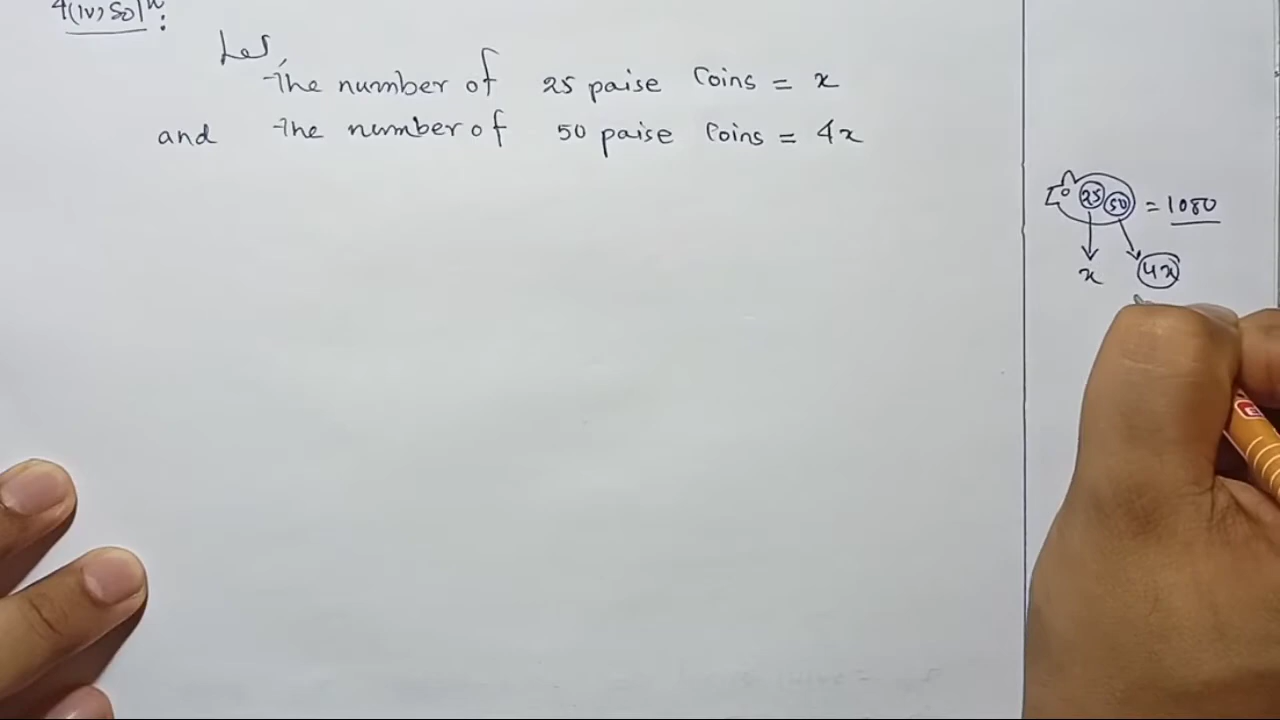 4(iv) Solⁿ:
Let,
The number of 25 paise Coins = x
and the number of 50 paise Coins = 4x
25 50 = 1080
x 4x